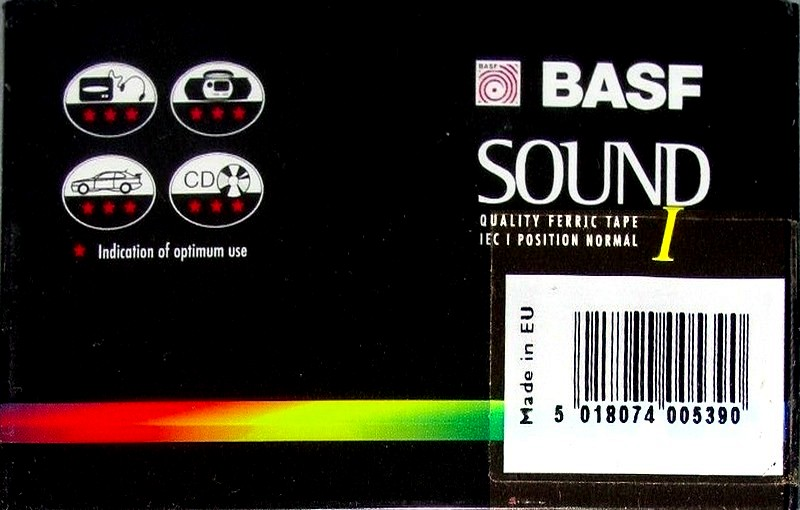 BASF
BASF
SOUND
I
QUALITY FERRIC TAPE
IEC I POSITION NORMAL
CD
Indication of optimum use
Made in EU
5 018074 005390